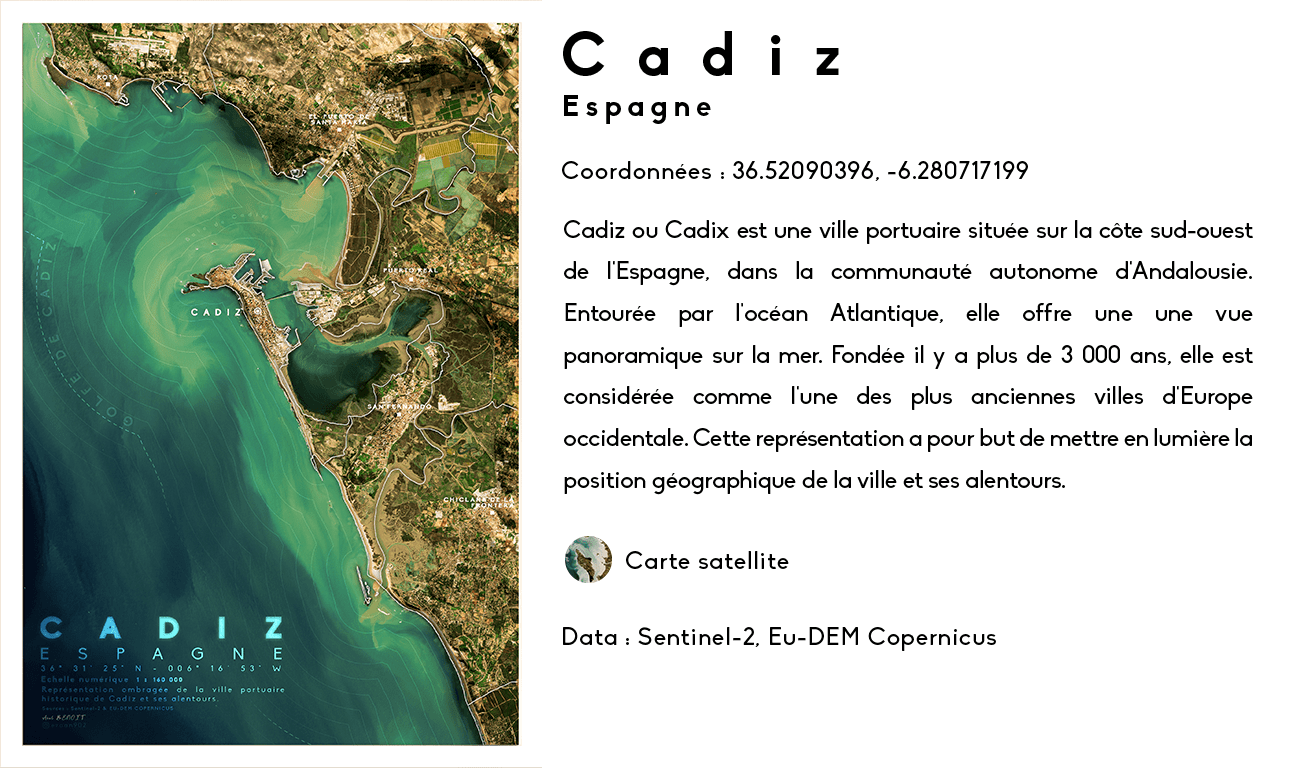 ROTA
EL PUERTO DE
SANTA MARIA
PUERTO REAL
CADIZ
GOLFE DE CADIZ
SAN FERNANDO
CHICLANA DE LA
FRONTERA
CADIZ
ESPAGNE
36° 31' 25" N - 006° 16' 53" W
Echelle numérique 1 : 160 000
Représentation ombragée de la ville portuaire
historique de Cadiz et ses alentours.
Sources : Sentinel-2 & EU-DEM COPERNICUS
BENOIT
Cadiz
Espagne
Coordonnées : 36.52090396, -6.280717199
Cadiz ou Cadix est une ville portuaire située sur la côte sud-ouest
de l'Espagne, dans la communauté autonome d'Andalousie.
Entourée par l'océan Atlantique, elle offre une une vue
panoramique sur la mer. Fondée il y a plus de 3 000 ans, elle est
considérée comme l'une des plus anciennes villes d'Europe
occidentale. Cette représentation a pour but de mettre en lumière la
position géographique de la ville et ses alentours.
Carte satellite
Data : Sentinel-2, Eu-DEM Copernicus